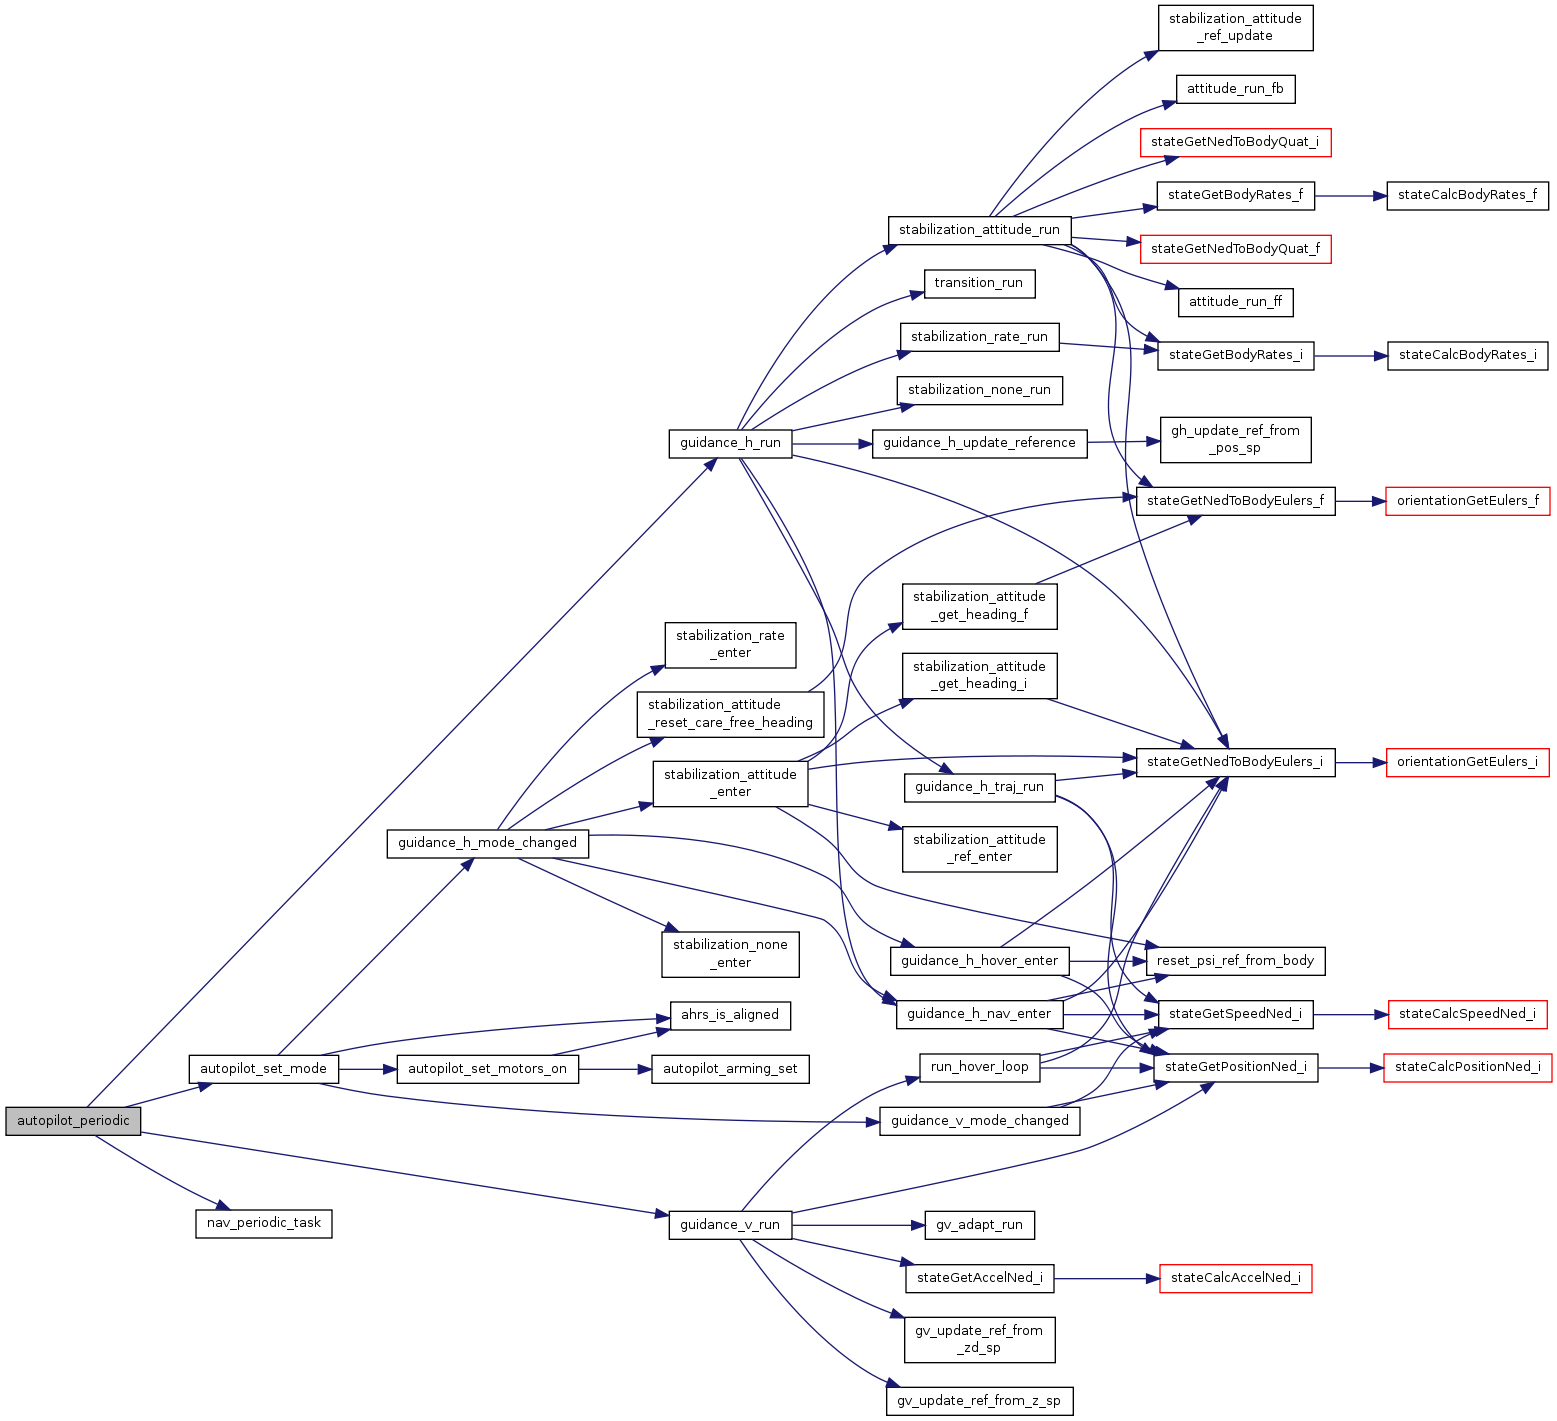 stabilization_attitude
_ref_update
attitude_run_fb
stateGetNedToBodyQuat_i
stateGetBodyRates_f
stateCalcBodyRates_f
stabilization_attitude_run
stateGetNedToBodyQuat_f
transition_run
attitude_run_ff
stabilization_rate_run
stateGetBodyRates_i
stateCalcBodyRates_i
stabilization_none_run
guidance_h_run
guidance_h_update_reference
gh_update_ref_from
_pos_sp
stateGetNedToBodyEulers_f
orientationGetEulers_f
stabilization_attitude
_get_heading_f
stabilization_rate
_enter
stabilization_attitude
_get_heading_i
stabilization_attitude
_reset_care_free_heading
stabilization_attitude
_enter
stateGetNedToBodyEulers_i
orientationGetEulers_i
guidance_h_traj_run
guidance_h_mode_changed
stabilization_attitude
_ref_enter
stabilization_none
_enter
guidance_h_hover_enter
reset_psi_ref_from_body
ahrs_is_aligned
guidance_h_nav_enter
stateGetSpeedNed_i
stateCalcSpeedNed_i
autopilot_set_mode
autopilot_set_motors_on
autopilot_arming_set
run_hover_loop
stateGetPositionNed_i
stateCalcPositionNed_i
autopilot_periodic
guidance_v_mode_changed
nav_periodic_task
guidance_v_run
gv_adapt_run
stateGetAccelNed_i
stateCalcAccelNed_i
gv_update_ref_from
_zd_sp
gv_update_ref_from_z_sp